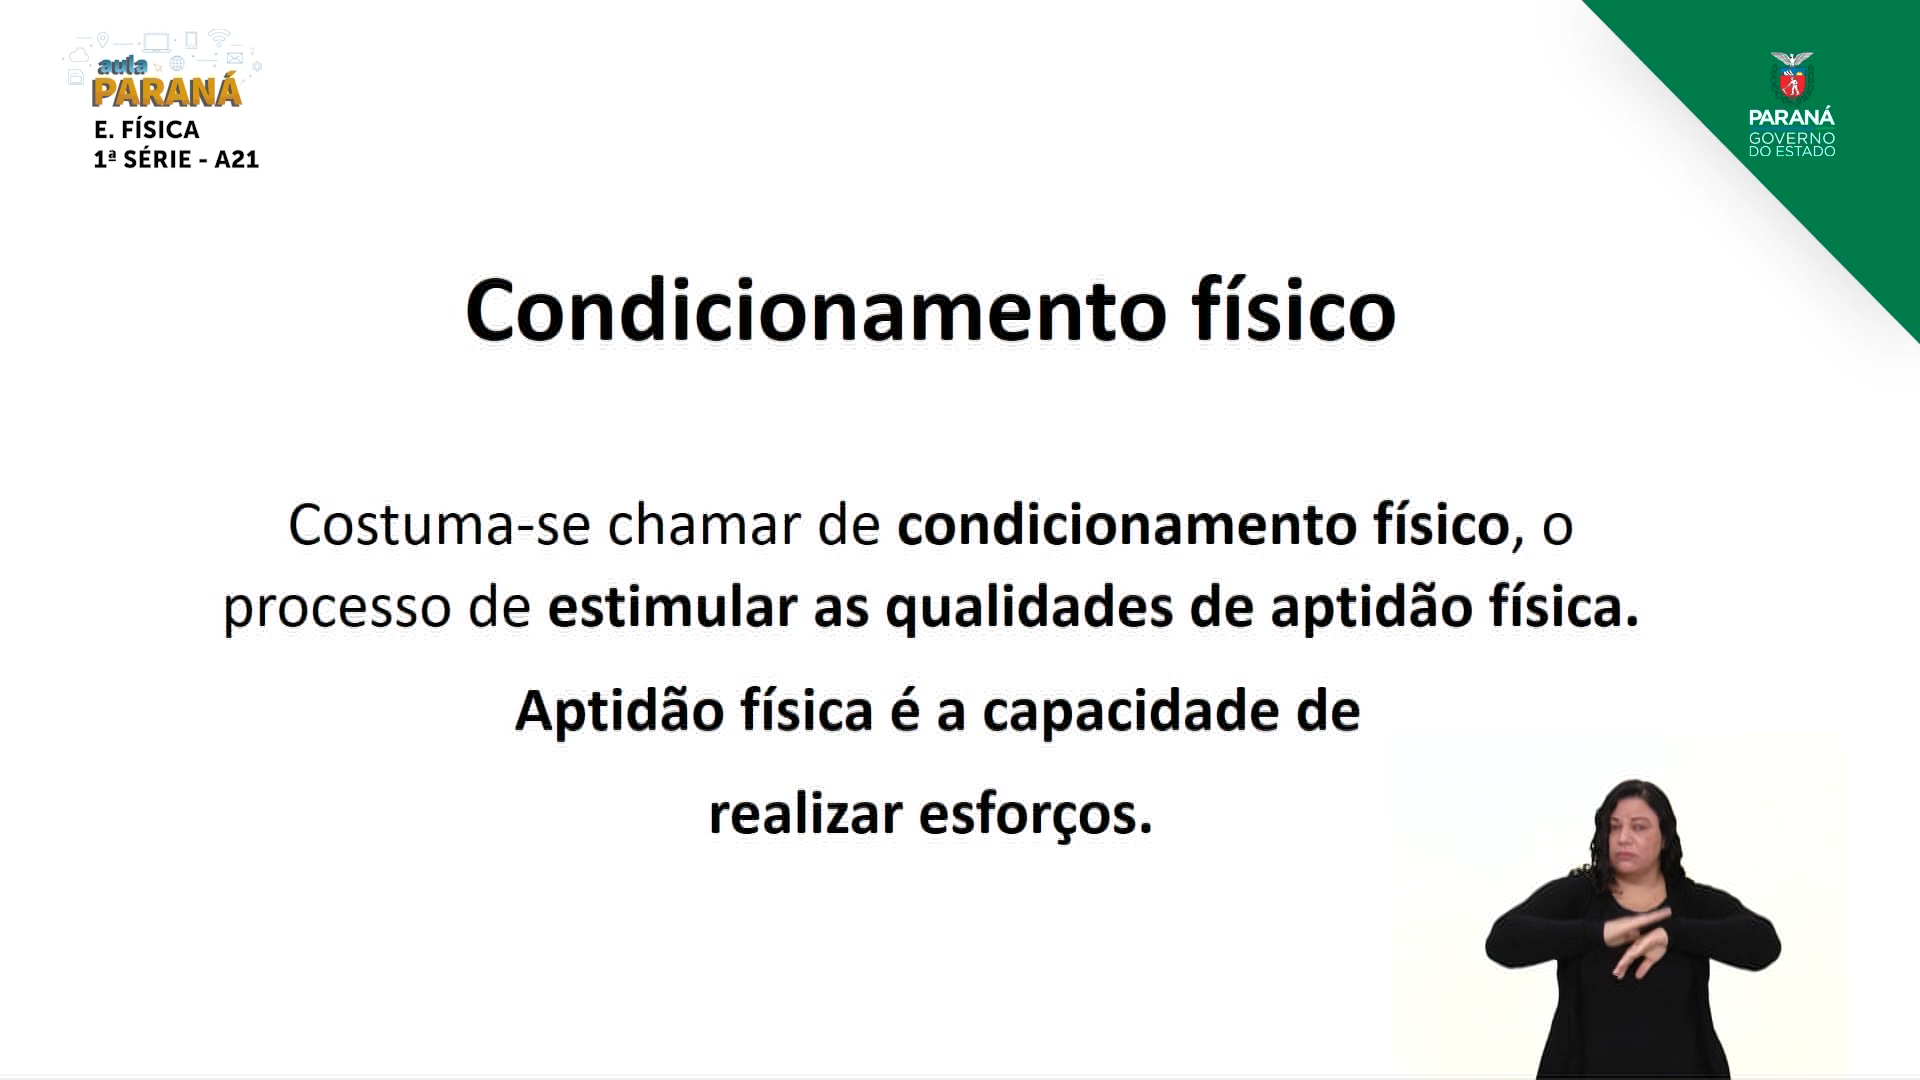 aula
PARANÁ
E. FÍSICA
1ª SÉRIE - A21
PARANÁ
GOVERNO
DO ESTADO
Condicionamento físico
Costuma-se chamar de condicionamento físico, o
processo de estimular as qualidades de aptidão física.
Aptidão física é a capacidade de
realizar esforços.